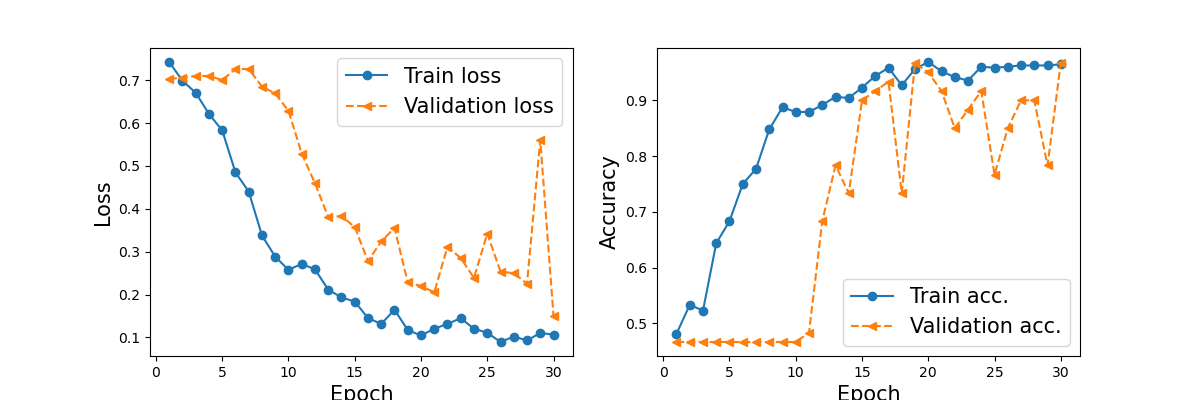 Train loss
Validation loss
Loss
0.7
0.6
0.5
0.4
0.3
0.2
0.1
0 5 10 15 20 25 30
Epoch
Accuracy
0.9
0.8
0.7
0.6
0.5
Train acc.
Validation acc.
0 5 10 15 20 25 30
Epoch